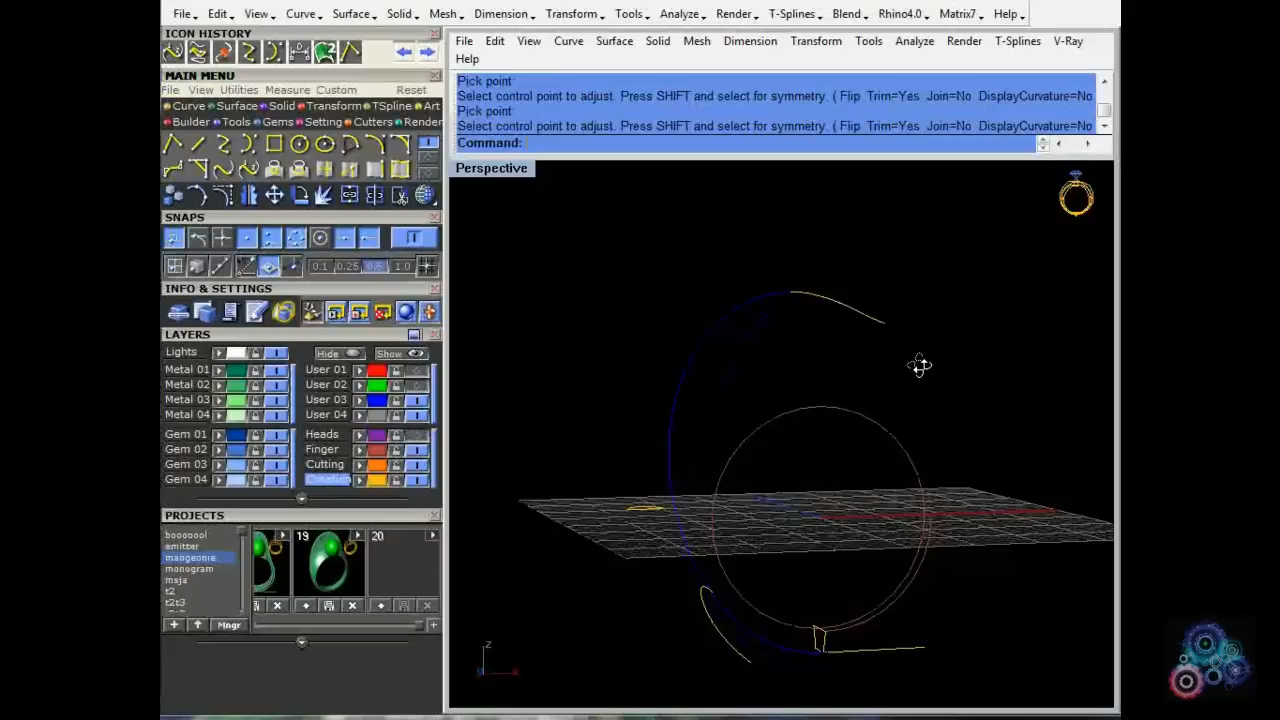 File Edit View Curve Surface Solid Mesh Dimension Transform Tools Analyze Render T-Splines Blend Rhino4.0 Matrix7 Help
ICON HISTORY
MAIN MENU
File View Utilities Measure Curves Reset
Curve Surface Solid Transform TSpline Art
Builder Tools Gems Setting Cutters Render
SNAPS
0.1 0.25 0.5 1.0
INFO & SETTINGS
LAYERS
Lights Hide Show
Metal 01 User 01
Metal 02 User 02
Metal 03 User 03
Metal 04 User 04
Gem 01 Heads
Gem 02 Finger
Gem 03 Cutting
Gem 04
PROJECTS
booooool
emitter
mangeonie
monogram
msja
t2
t2t3
19 20
Mngr
File Edit View Curve Surface Solid Mesh Dimension Transform Tools Analyze Render T-Splines V-Ray
Help
Pick point:
Select control point to adjust. Press SHIFT and select for symmetry. ( Flip Trim=Yes Join=No DisplayCurvature=No
Pick point:
Select control point to adjust. Press SHIFT and select for symmetry. ( Flip Trim=Yes Join=No DisplayCurvature=No
Command:
Perspective
z
x